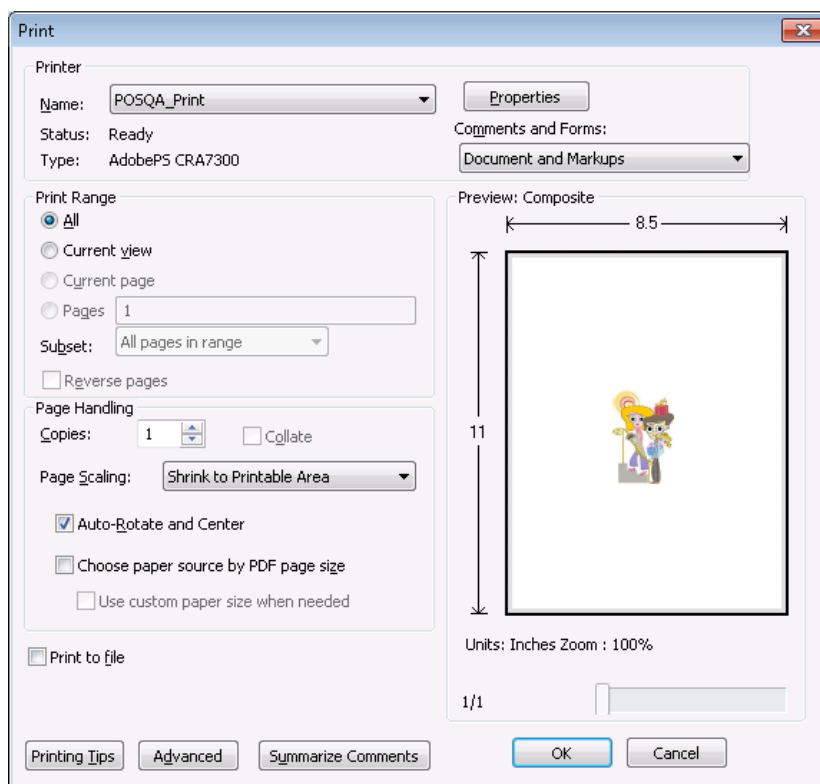 Print
Printer
Name: POSQA_Print Properties
Status: Ready Comments and Forms:
Type: AdobePS CRA7300 Document and Markups
Print Range
All
Current view
Current page
Pages 1
Subset: All pages in range
Reverse pages
Page Handling
Copies: 1 Collate
Page Scaling: Shrink to Printable Area
Auto-Rotate and Center
Choose paper source by PDF page size
Use custom paper size when needed
Print to file
Preview: Composite
8.5
11
Units: Inches Zoom : 100%
1/1
Printing Tips Advanced Summarize Comments OK Cancel